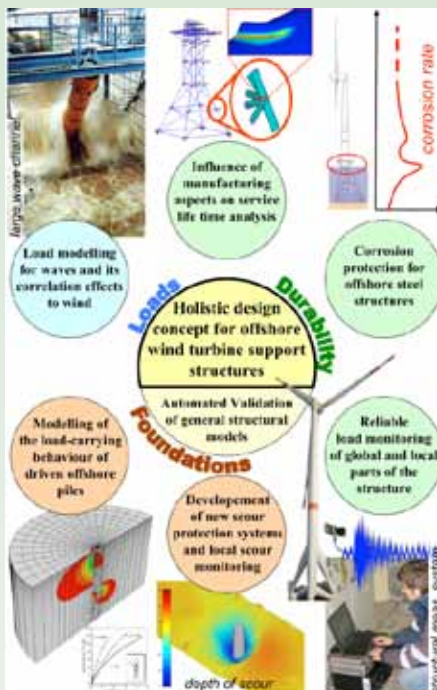 large wave channel
Influence of
manufacturing
aspects on service
life time analysis
corrosion rate
Load modelling
for waves and its
correlation effects
to wind
Corrosion
protection for
offshore steel
structures
Loads
Durability
Holistic design
concept for offshore
wind turbine support
structures
Automated Validation
of general structural
models
Foundations
Modelling of
the load-carrying
behaviour of
driven offshore
piles
Reliable
load monitoring
of global and local
parts of the
structure
Developement
of new scour
protection systems
and local scour
monitoring
depth of scour
meas. system